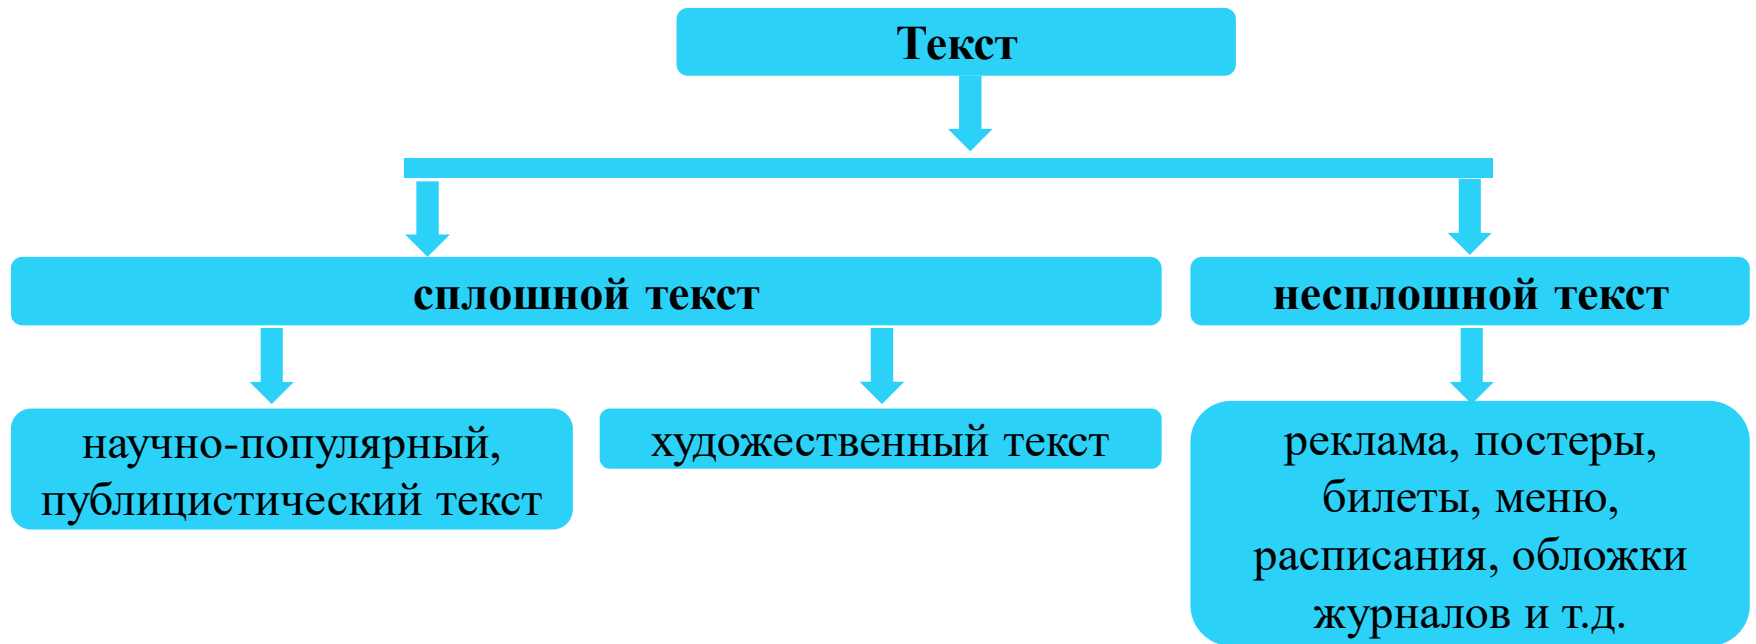 Текст
сплошной текст
несплошной текст
научно-популярный,
публицистический текст
художественный текст
реклама, постеры,
билеты, меню,
расписания, обложки
журналов и т.д.